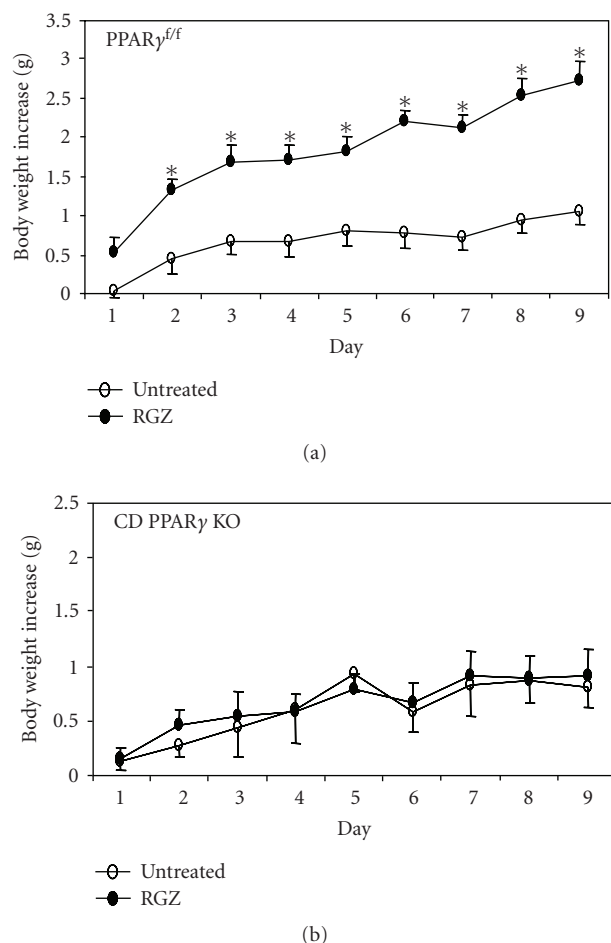 PPARγf/f
Body weight increase (g)
3.5
3
2.5
2
1.5
1
0.5
0
* * * * * * * *
1 2 3 4 5 6 7 8 9
Day
Untreated
RGZ
(a)
CD PPARγ KO
Body weight increase (g)
2.5
2
1.5
1
0.5
0
1 2 3 4 5 6 7 8 9
Day
Untreated
RGZ
(b)